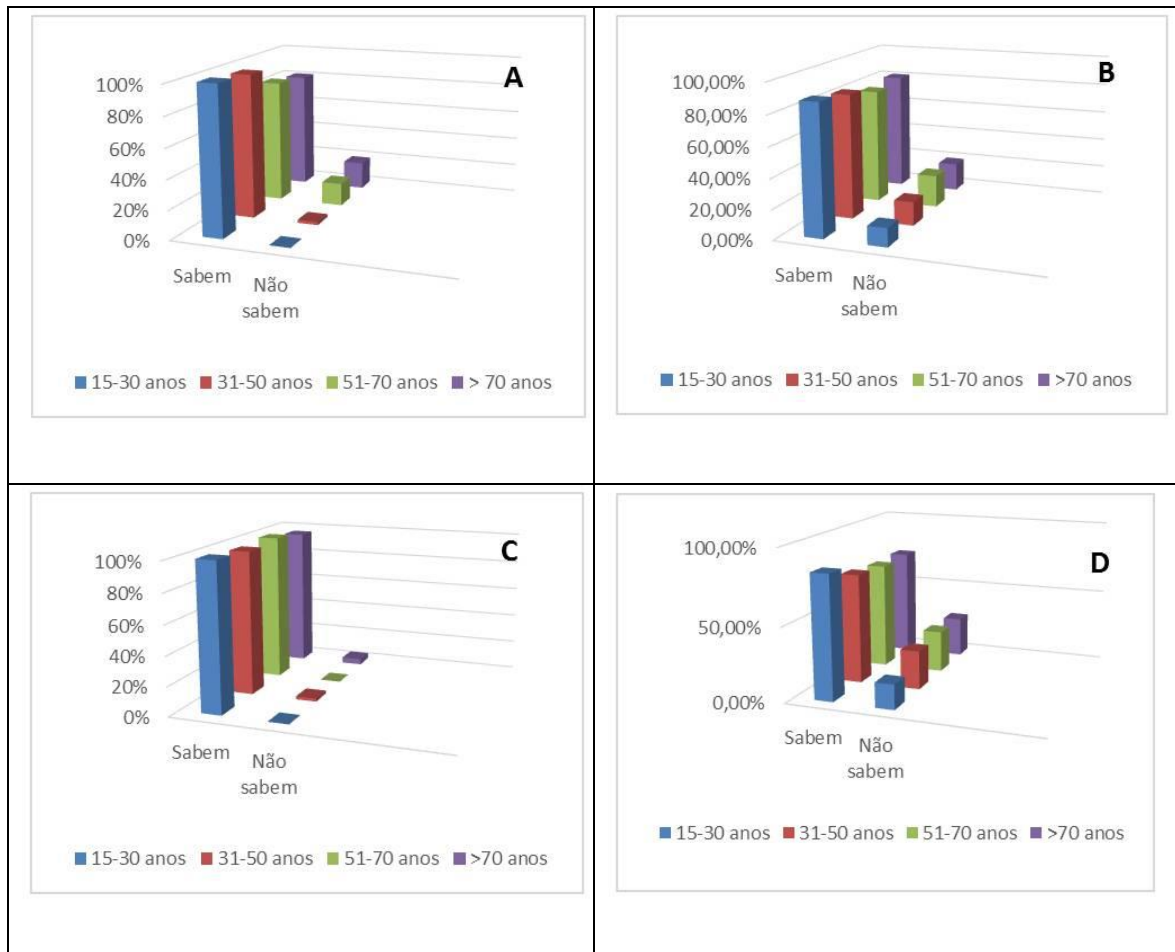 A
100%
80%
60%
40%
20%
0%
Sabem
Não
sabem
15-30 anos 31-50 anos 51-70 anos > 70 anos
B
100,00%
80,00%
60,00%
40,00%
20,00%
0,00%
Sabem
Não
sabem
15-30 anos 31-50 anos 51-70 anos >70 anos
C
100%
80%
60%
40%
20%
0%
Sabem
Não
sabem
15-30 anos 31-50 anos 51-70 anos >70 anos
D
100,00%
50,00%
0,00%
Sabem
Não
sabem
15-30 anos 31-50 anos 51-70 anos >70 anos